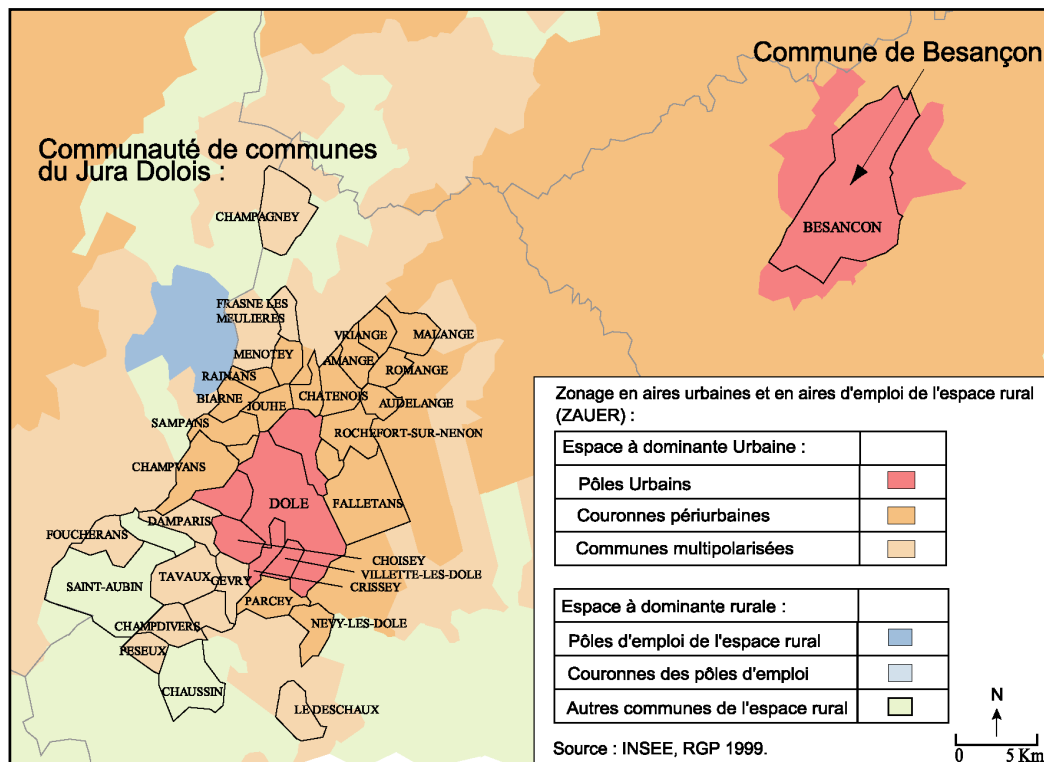 Commune de Besançon
Communauté de communes
du Jura Dolois :
CHAMPAGNEY
BESANCON
FRASNE LES
MEULIERES
VRIANGE
MALANGE
MENOTEY
AMANGE
ROMANGE
RAINANS
BIARNE
JOUHE
CHATENOIS
AUDELANGE
SAMPANS
ROCHEFORT-SUR-NENON
CHAMPVANS
DOLE
FALLETANS
DAMPARIS
FOUCHERANS
CHOISEY
VILLETTE-LES-DOLE
CRISSEY
SAINT-AUBIN
TAVAUX
GEVRY
PARCEY
NEVY-LES-DOLE
CHAMPDIVERS
PESEUX
CHAUSSIN
LE DESCHAUX
Zonage en aires urbaines et en aires d'emploi de l'espace rural
(ZAUER) :
Espace à dominante Urbaine :
Pôles Urbains
Couronnes périurbaines
Communes multipolarisées
Espace à dominante rurale :
Pôles d'emploi de l'espace rural
Couronnes des pôles d'emploi
Autres communes de l'espace rural
Source : INSEE, RGP 1999.
N
0 5 Km